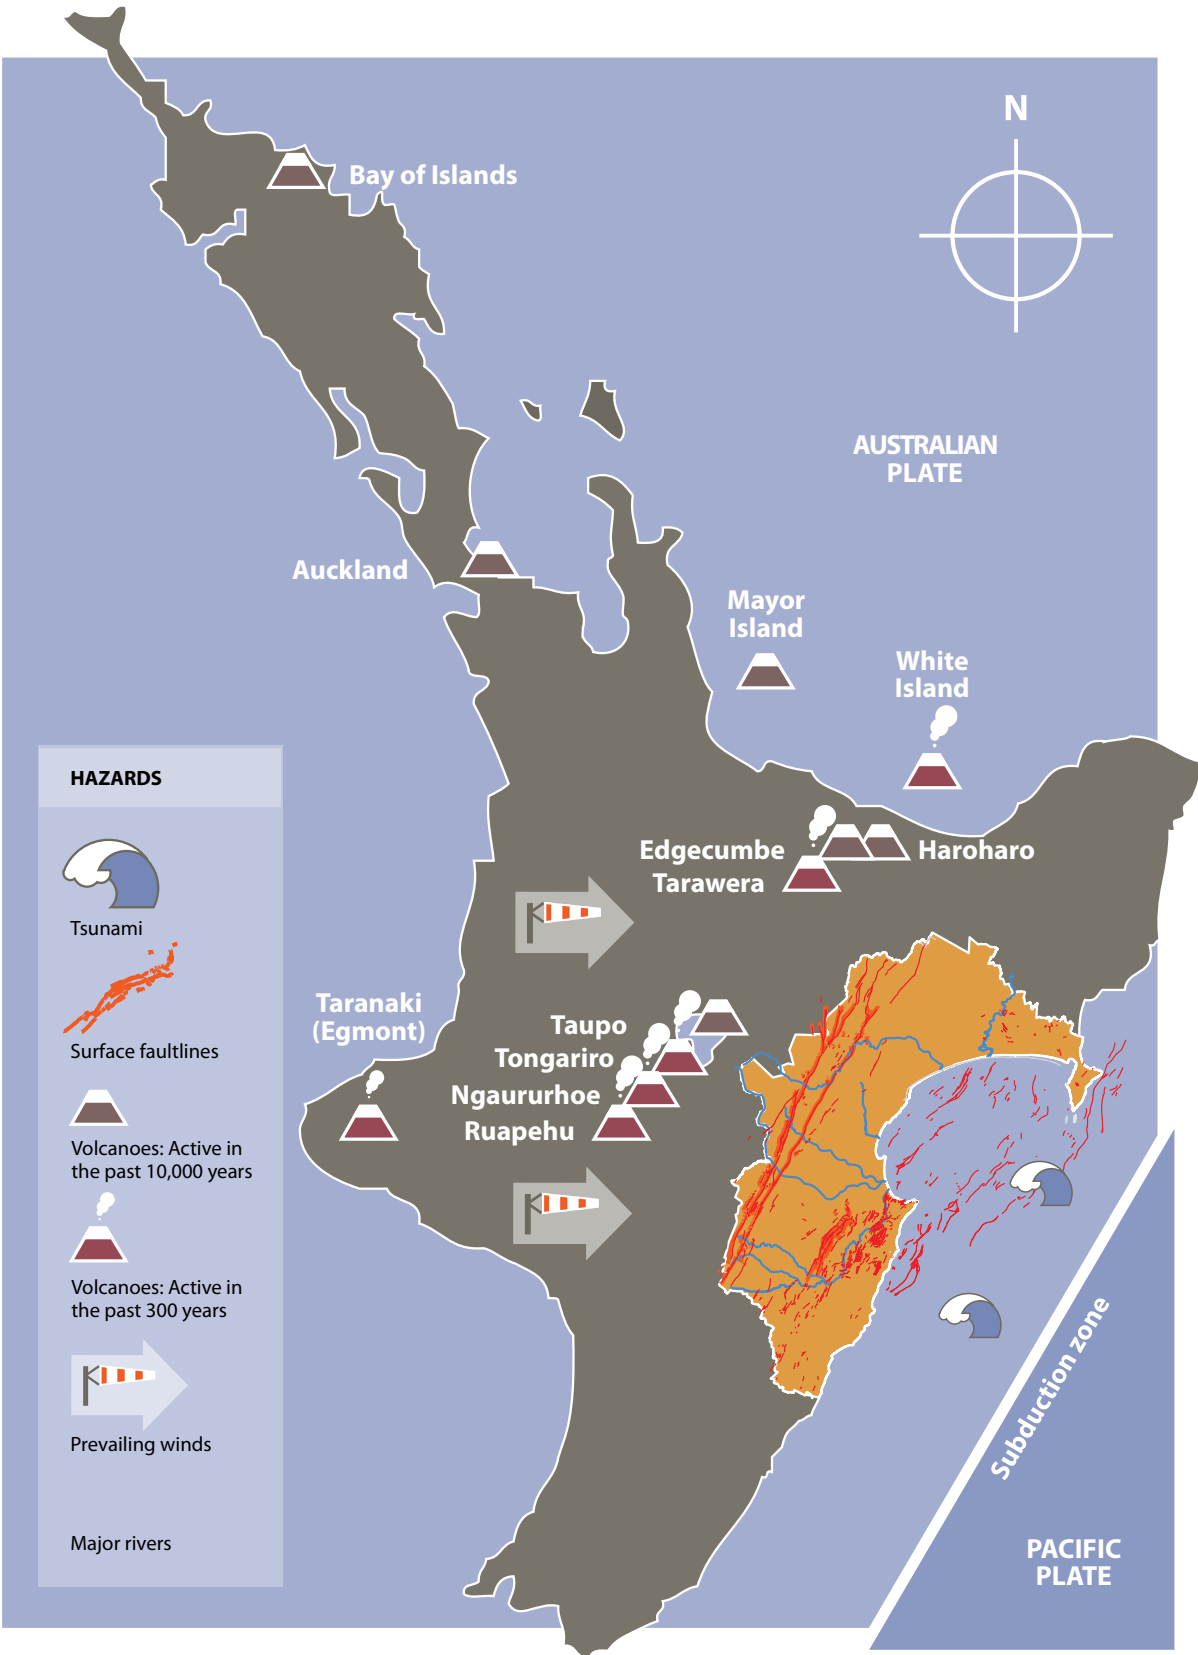 N
Bay of Islands
AUSTRALIAN
PLATE
Auckland
Mayor
Island
White
Island
Edgecumbe
Haroharo
Tarawera
Taranaki
(Egmont)
Taupo
Tongariro
Ngaururhoe
Ruapehu
Subduction zone
PACIFIC
PLATE
HAZARDS
Tsunami
Surface faultlines
Volcanoes: Active in
the past 10,000 years
Volcanoes: Active in
the past 300 years
Prevailing winds
Major rivers